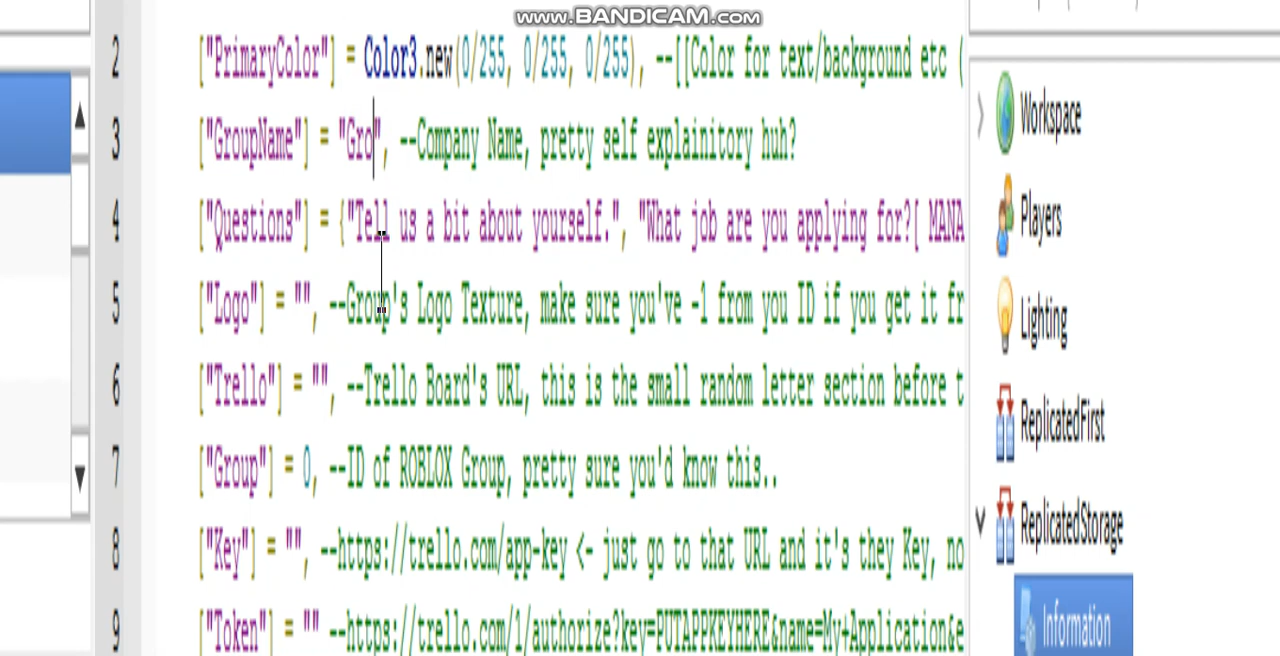 www.BANDICAM.com
2 ["PrimaryColor"] = Color3.new(0/255, 0/255, 0/255), --[[Color for text/background etc (
3 ["GroupName"] = "Gro", --Company Name, pretty self explainitory huh?
4 ["Questions"] = {"Tell us a bit about yourself.", "What job are you applying for?[ MANA
5 ["Logo"] = "", --Group's Logo Texture, make sure you've -1 from you ID if you get it fr
6 ["Trello"] = "", --Trello Board's URL, this is the small random letter section before t
7 ["Group"] = 0, --ID of ROBLOX Group, pretty sure you'd know this..
8 ["Key"] = "", --https://trello.com/app-key <- just go to that URL and it's they Key, no
9 ["Token"] = "" --https://trello.com/1/authorize?key=PUTAPPKEYHERE&name=My+Application&e
Workspace
Players
Lighting
ReplicatedFirst
ReplicatedStorage
Information